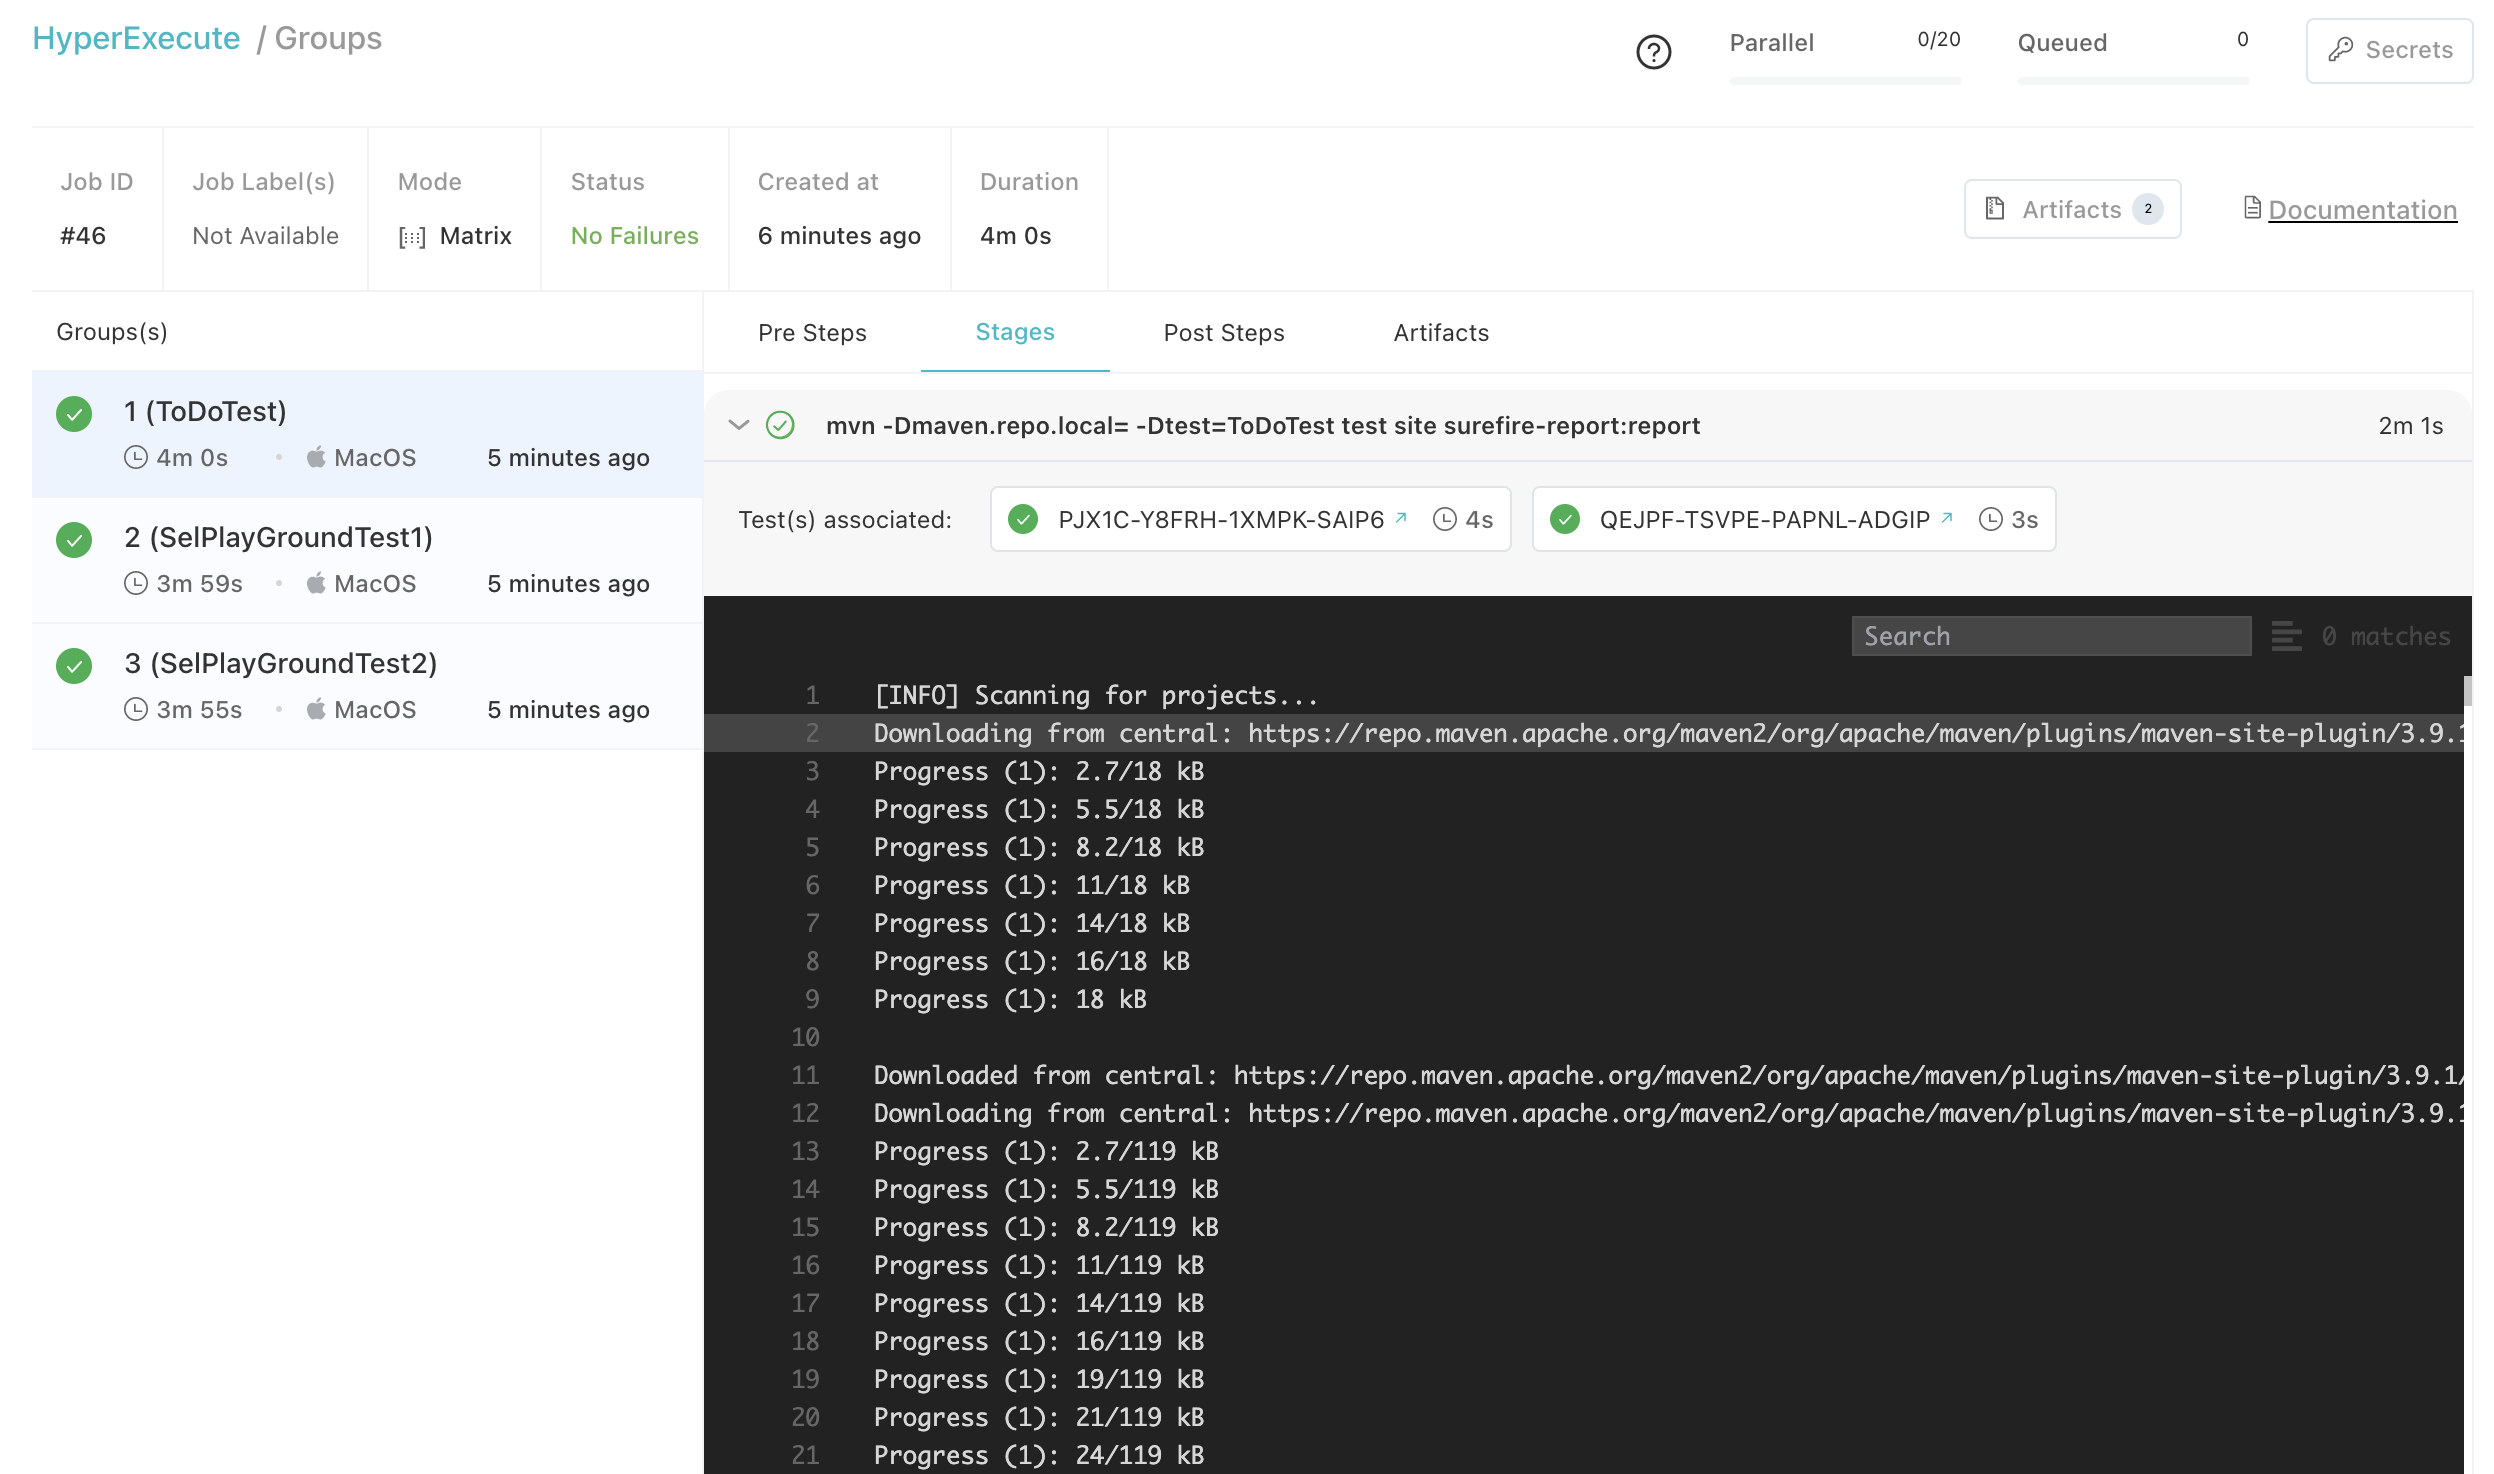 HyperExecute / Groups
Parallel 0/20
Queued 0
Secrets
Job ID
#46
Job Label(s)
Not Available
Mode
Matrix
Status
No Failures
Created at
6 minutes ago
Duration
4m 0s
Artifacts 2
Documentation
Groups(s)
1 (ToDoTest)
4m 0s • MacOS 5 minutes ago
2 (SelPlayGroundTest1)
3m 59s • MacOS 5 minutes ago
3 (SelPlayGroundTest2)
3m 55s • MacOS 5 minutes ago
Pre Steps Stages Post Steps Artifacts
mvn -Dmaven.repo.local= -Dtest=ToDoTest test site surefire-report:report 2m 1s
Test(s) associated: PJX1C-Y8FRH-1XMPK-SAIP6 4s QEJPF-TSVPE-PAPNL-ADGIP 3s
Search 0 matches
1 [INFO] Scanning for projects...
2 Downloading from central: https://repo.maven.apache.org/maven2/org/apache/maven/plugins/maven-site-plugin/3.9.1
3 Progress (1): 2.7/18 kB
4 Progress (1): 5.5/18 kB
5 Progress (1): 8.2/18 kB
6 Progress (1): 11/18 kB
7 Progress (1): 14/18 kB
8 Progress (1): 16/18 kB
9 Progress (1): 18 kB
10
11 Downloaded from central: https://repo.maven.apache.org/maven2/org/apache/maven/plugins/maven-site-plugin/3.9.1/
12 Downloading from central: https://repo.maven.apache.org/maven2/org/apache/maven/plugins/maven-site-plugin/3.9.1
13 Progress (1): 2.7/119 kB
14 Progress (1): 5.5/119 kB
15 Progress (1): 8.2/119 kB
16 Progress (1): 11/119 kB
17 Progress (1): 14/119 kB
18 Progress (1): 16/119 kB
19 Progress (1): 19/119 kB
20 Progress (1): 21/119 kB
21 Progress (1): 24/119 kB